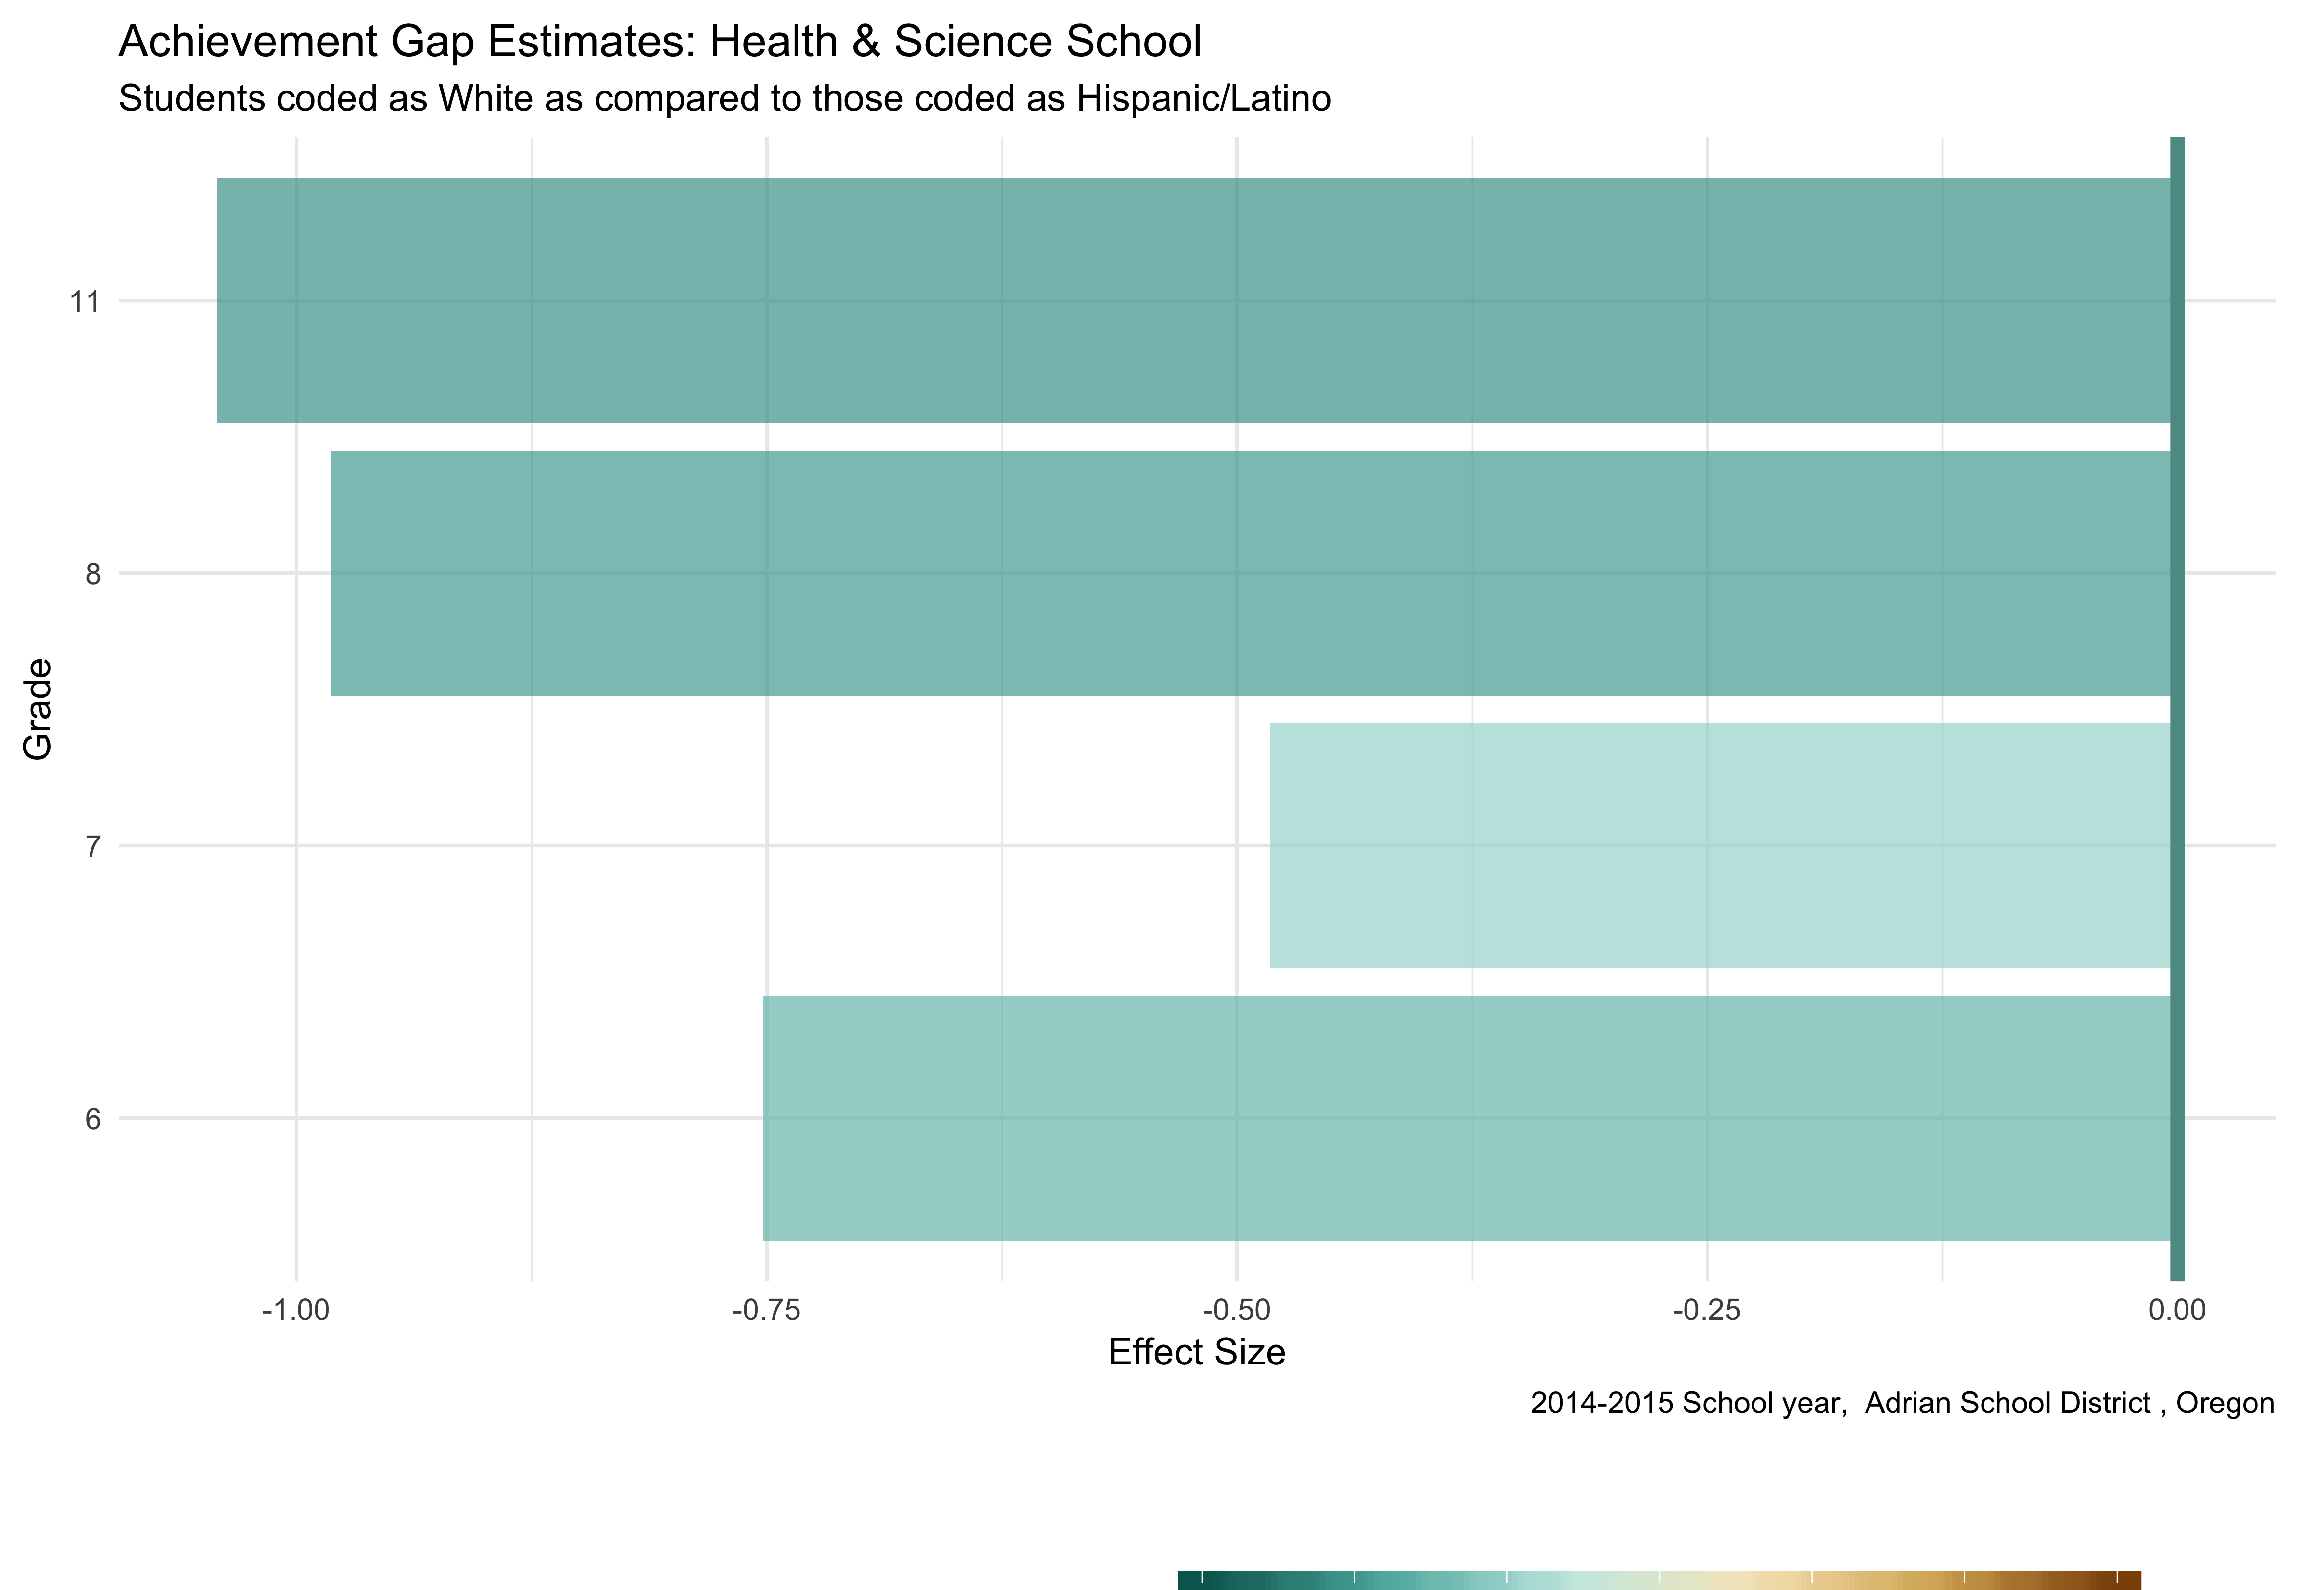 Achievement Gap Estimates: Health & Science School
Students coded as White as compared to those coded as Hispanic/Latino
11
8
7
6
Grade
-1.00 -0.75 -0.50 -0.25 0.00
Effect Size
2014-2015 School year,  Adrian School District , Oregon